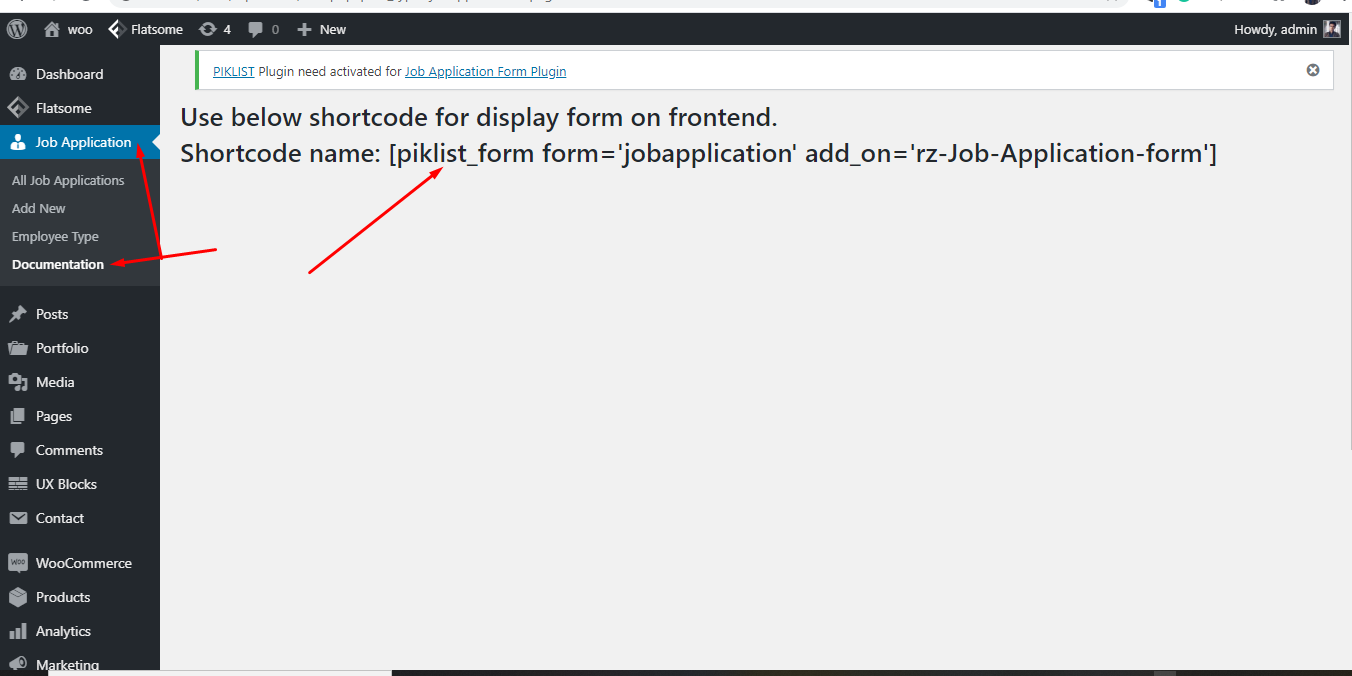 woo
Flatsome
4
0
New
Howdy, admin
Dashboard
Flatsome
Job Application
All Job Applications
Add New
Employee Type
Documentation
Posts
Portfolio
Media
Pages
Comments
UX Blocks
Contact
WooCommerce
Products
Analytics
Marketing
PIKLIST Plugin need activated for Job Application Form Plugin
Use below shortcode for display form on frontend.
Shortcode name: [piklist_form form='jobapplication' add_on='rz-Job-Application-form']